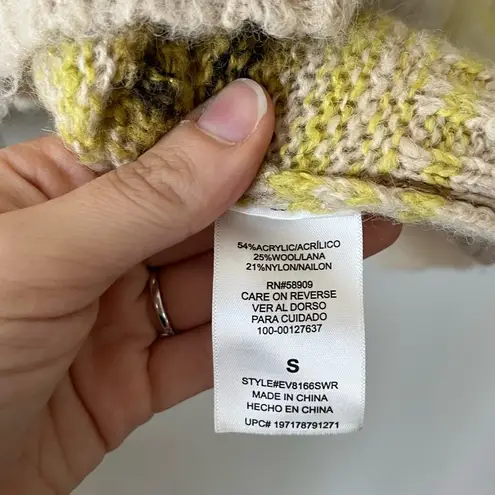 54%ACRYLIC/ACRÍLICO
25%WOOL/LANA
21%NYLON/NAILON
RN#58909
CARE ON REVERSE
VER AL DORSO
PARA CUIDADO
100-00127637
S
STYLE#EV8166SWR
MADE IN CHINA
HECHO EN CHINA
UPC# 197178791271